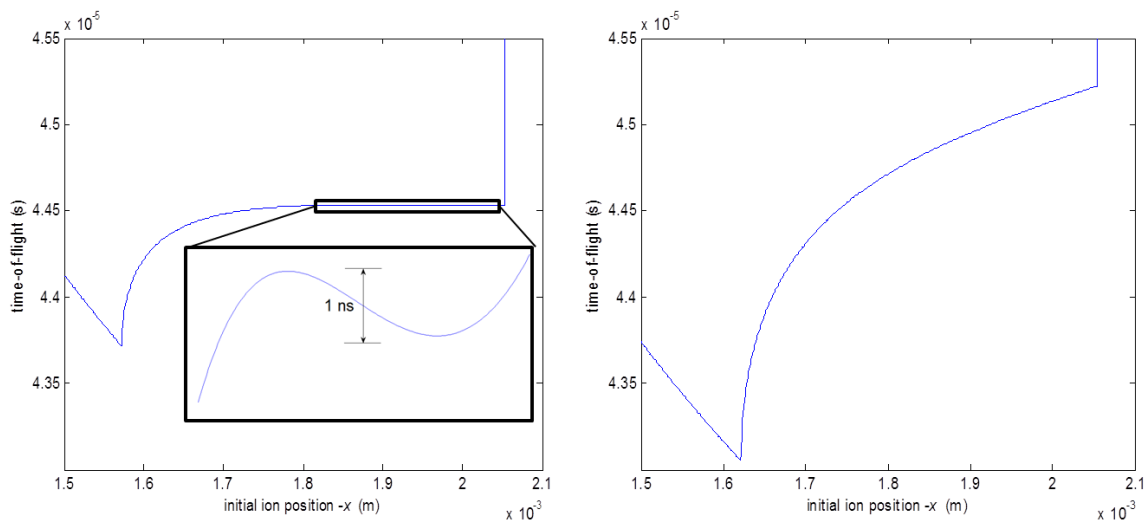 x 10⁻⁵
4.55
4.5
4.45
4.4
4.35
time-of-flight (s)
1 ns
1.5
1.6
1.7
1.8
1.9
2
2.1
initial ion position -x (m)
x 10⁻³
x 10⁻⁵
4.55
4.5
4.45
4.4
4.35
time-of-flight (s)
1.5
1.6
1.7
1.8
1.9
2
2.1
initial ion position -x (m)
x 10⁻³